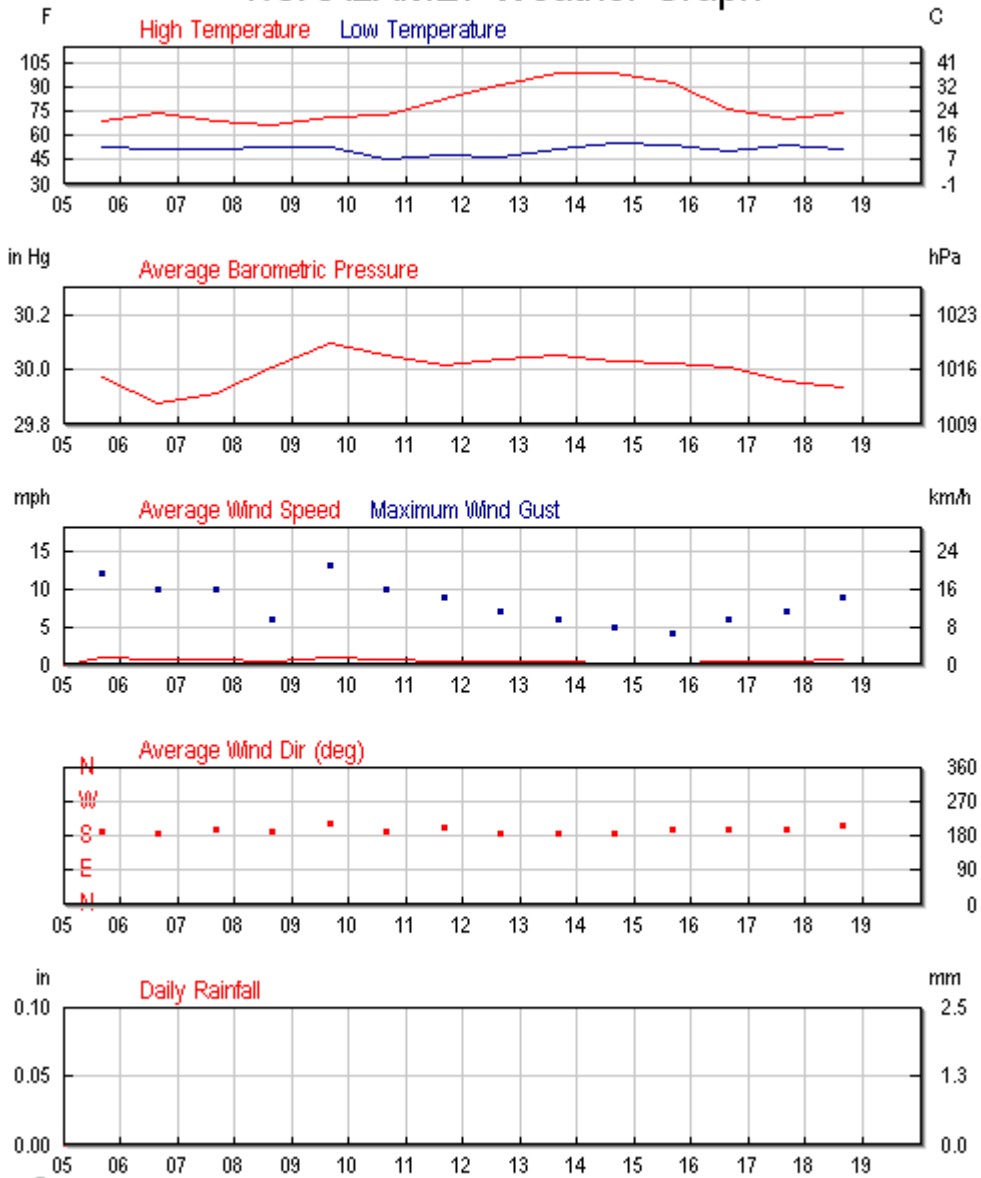 Weather Graph
F High Temperature Low Temperature C
105 41
90 32
75 24
60 16
45 7
30 -1
05 06 07 08 09 10 11 12 13 14 15 16 17 18 19
in Hg Average Barometric Pressure hPa
30.2 1023
30.0 1016
29.8 1009
05 06 07 08 09 10 11 12 13 14 15 16 17 18 19
mph Average Wind Speed Maximum Wind Gust km/h
15 24
10 16
5 8
0 0
05 06 07 08 09 10 11 12 13 14 15 16 17 18 19
Average Wind Dir (deg)
N 360
W 270
S 180
E 90
N 0
05 06 07 08 09 10 11 12 13 14 15 16 17 18 19
in Daily Rainfall mm
0.10 2.5
0.05 1.3
0.00 0.0
05 06 07 08 09 10 11 12 13 14 15 16 17 18 19